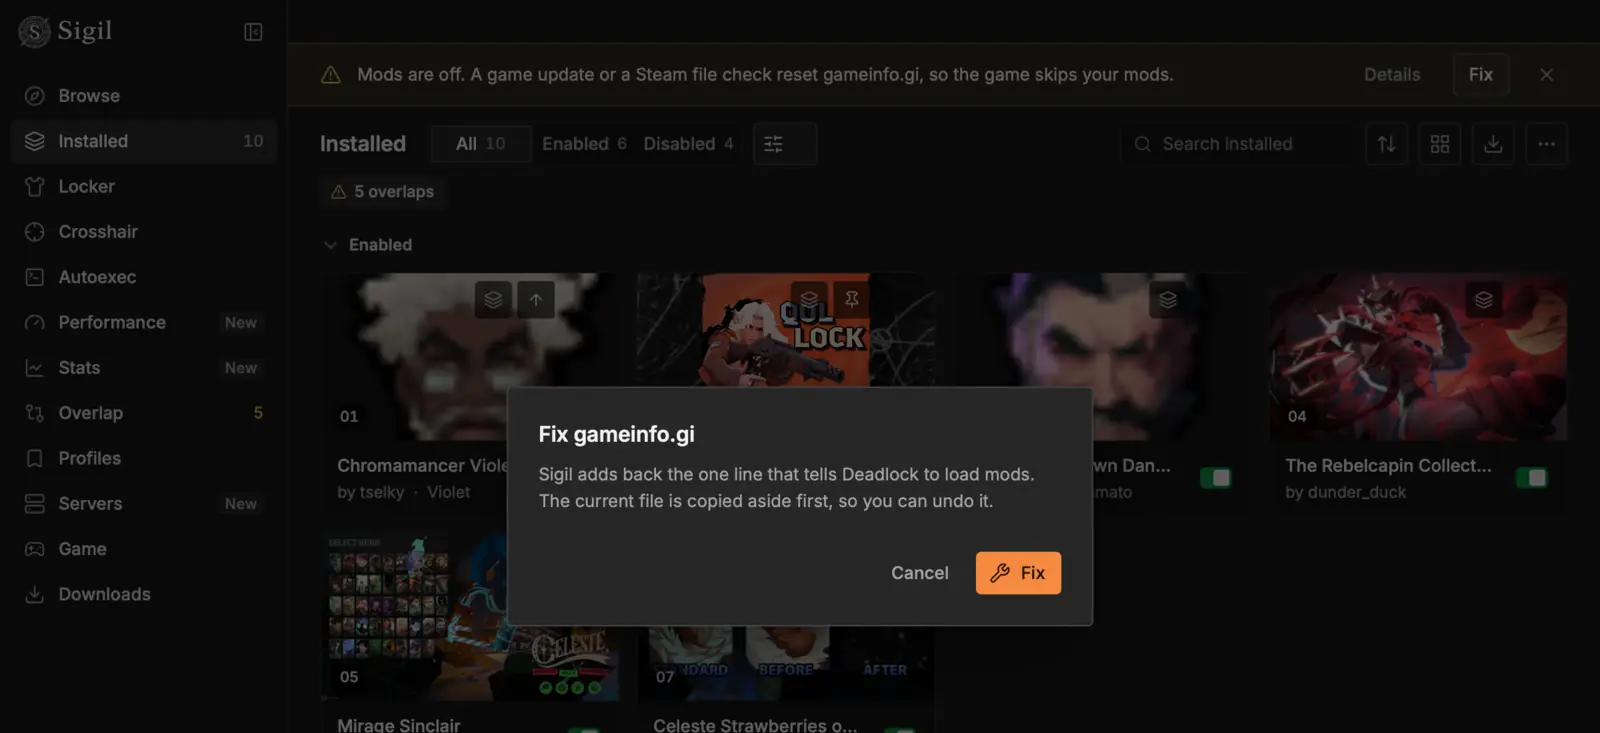 Sigil
Mods are off. A game update or a Steam file check reset gameinfo.gi, so the game skips your mods.
Details
Fix
Browse
Installed 10
Locker
Crosshair
Autoexec
Performance New
Stats New
Overlap 5
Profiles
Servers New
Game
Downloads
Installed
All 10
Enabled 6
Disabled 4
Search installed
5 overlaps
Enabled
QOL
LOCK
01
04
Chromamancer Viole
by tselky · Violet
wn Dan...
mato
The Rebelcapin Collect...
by dunder_duck
Fix gameinfo.gi
Sigil adds back the one line that tells Deadlock to load mods.
The current file is copied aside first, so you can undo it.
Cancel
Fix
SELECT HERO
CELESTE
NDARD
BEFORE
AFTER
05
07
Mirage Sinclair
Celeste Strawberries o...